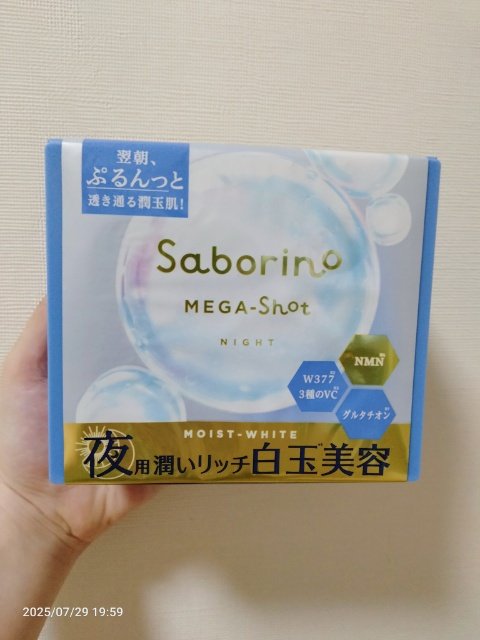 翌朝、
ぷるんっと
透き通る潤玉肌!
Saborino
MEGA-Shot
NIGHT
NMN
W377
3種のVC
グルタチオン
MOIST-WHITE
夜用潤いリッチ白玉美容
2025/07/29 19:59